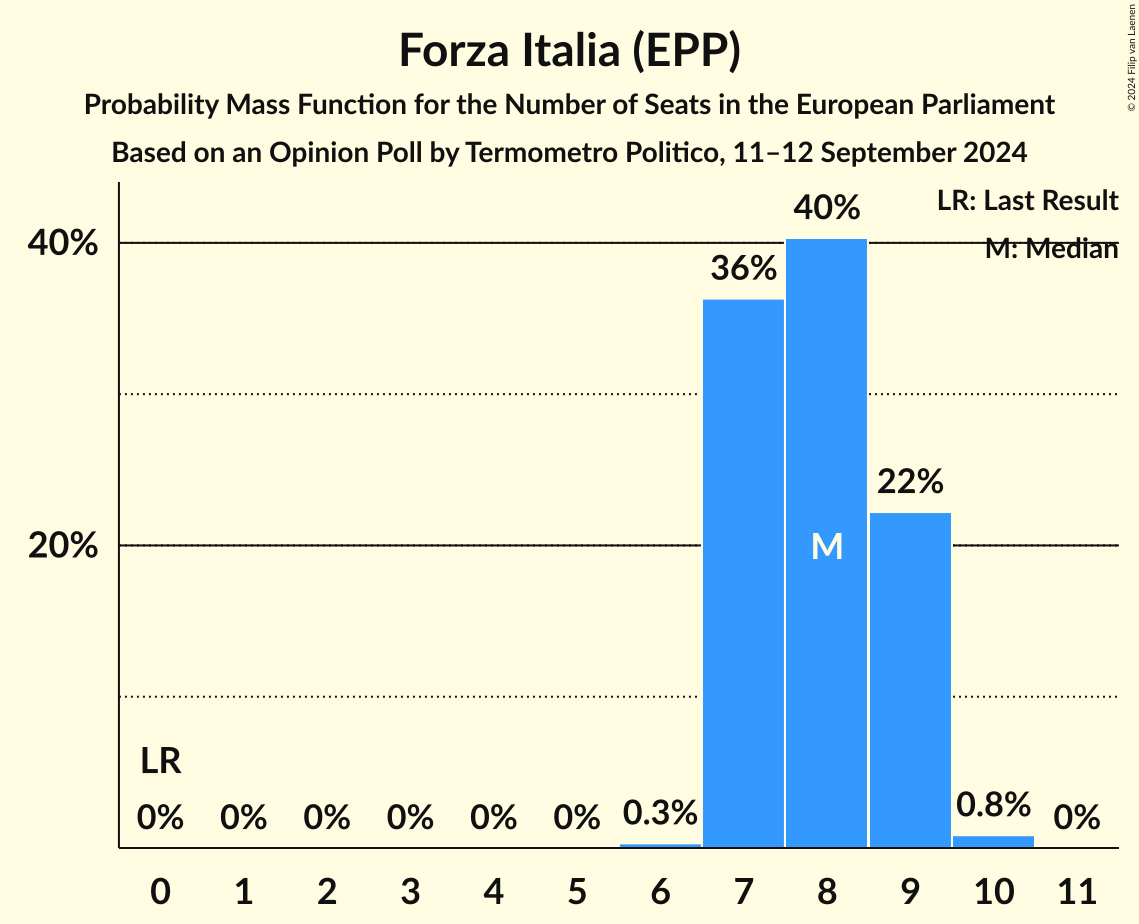 Forza Italia (EPP)
Probability Mass Function for the Number of Seats in the European Parliament
Based on an Opinion Poll by Termometro Politico, 11–12 September 2024
© 2024 Filip van Laenen
LR: Last Result
M: Median
40%
20%
LR
0% 0% 0% 0% 0% 0% 0.3% 36% 40% 22% 0.8% 0%
M
0 1 2 3 4 5 6 7 8 9 10 11